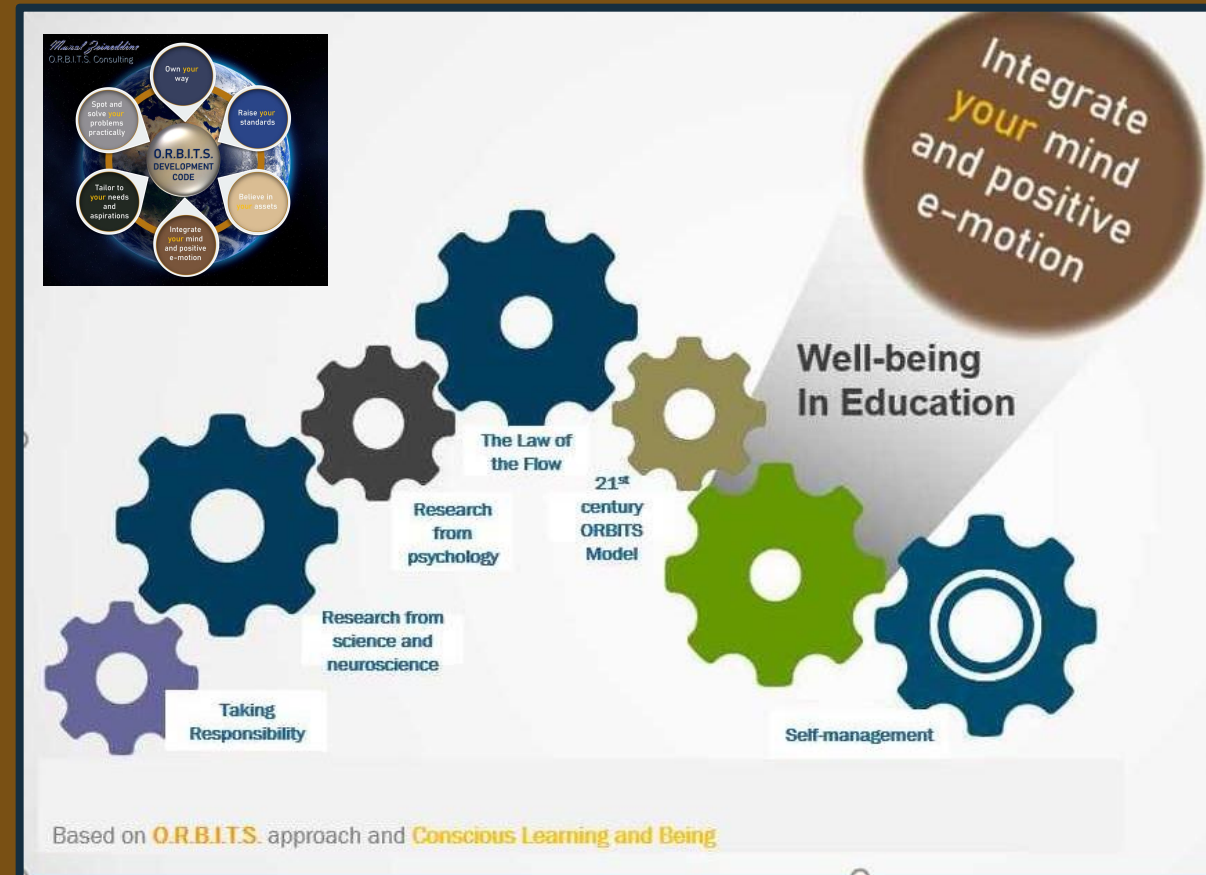 Manal Zeineddine
O.R.B.I.T.S. Consulting
Own your
way
Raise your
standards
Believe in
your assets
Integrate
your mind
and positive
e-motion
Tailor to
your needs
and
aspirations
Spot and
solve your
problems
practically
O.R.B.I.T.S.
DEVELOPMENT
CODE
Integrate
your mind
and positive
e-motion
Well-being
In Education
The Law of
the Flow
21st
century
ORBITS
Model
Research
from
psychology
Research from
science and
neuroscience
Taking
Responsibility
Self-management
Based on O.R.B.I.T.S. approach and Conscious Learning and Being